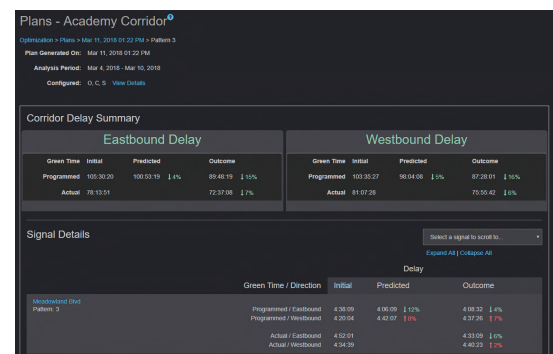 Plans - Academy Corridor?
Optimization > Plans > Mar 11, 2018 01:22 PM > Pattern 3
Plan Generated On: Mar 11, 2018 01:22 PM
Analysis Period: Mar 4, 2018 - Mar 10, 2018
Configured: O, C, S View Details
Corridor Delay Summary
Eastbound Delay
Green Time Initial Predicted Outcome
Programmed 105:30:20 100:53:19 ↓4% 89:48:19 ↓15%
Actual 78:13:51 72:37:08 ↓7%
Westbound Delay
Green Time Initial Predicted Outcome
Programmed 103:35:27 98:04:08 ↓5% 87:28:01 ↓16%
Actual 81:07:28 75:55:42 ↓6%
Signal Details
Select a signal to scroll to...
Expand All | Collapse All
Delay
Green Time / Direction Initial Predicted Outcome
Meadowland Blvd
Pattern: 3
Programmed / Eastbound 4:38:09 4:06:09 ↓12% 4:08:32 ↓4%
Programmed / Westbound 4:20:04 4:42:07 ↑8% 4:37:26 ↑7%
Actual / Eastbound 4:52:01 4:33:09 ↓6%
Actual / Westbound 4:34:39 4:40:23 ↑2%